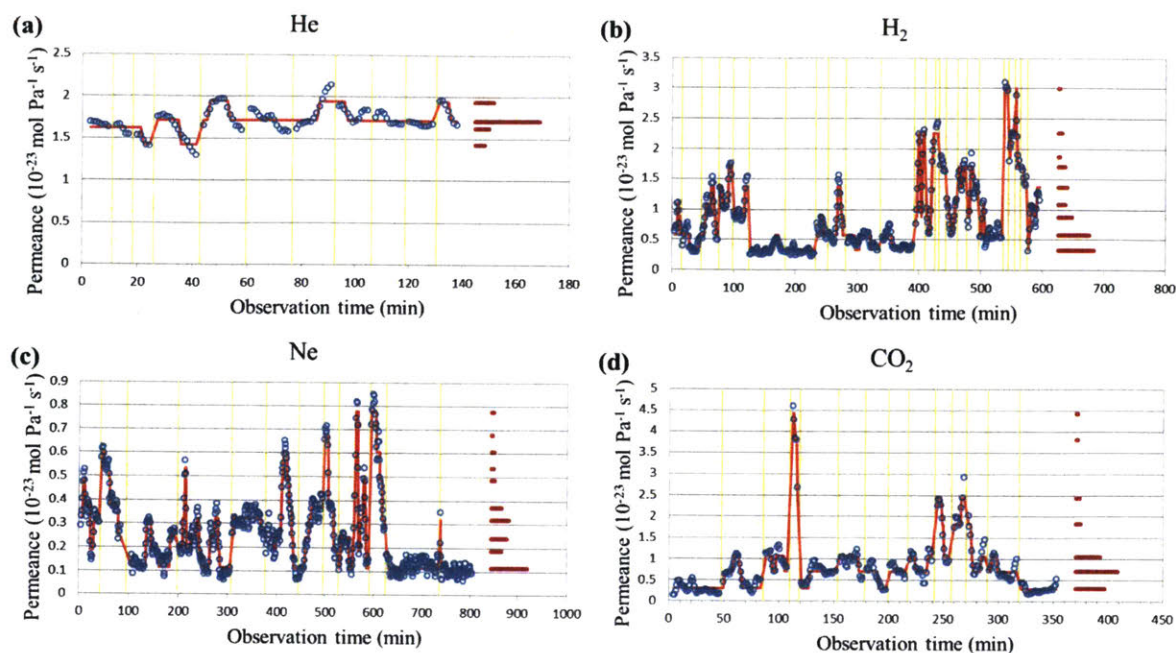 (a) He
Permeance (10-23 mol Pa-1 s-1)
2.5
2
1.5
1
0.5
0
0 20 40 60 80 100 120 140 160 180
Observation time (min)
(b) H2
Permeance (10-23 mol Pa-1 s-1)
3.5
3
2.5
2
1.5
1
0.5
0
0 100 200 300 400 500 600 700 800
Observation time (min)
(c) Ne
Permeance (10-23 mol Pa-1 s-1)
0.9
0.8
0.7
0.6
0.5
0.4
0.3
0.2
0.1
0
0 100 200 300 400 500 600 700 800 900 1000
Observation time (min)
(d) CO2
Permeance (10-23 mol Pa-1 s-1)
5
4.5
4
3.5
3
2.5
2
1.5
1
0.5
0
0 50 100 150 200 250 300 350 400 450
Observation time (min)